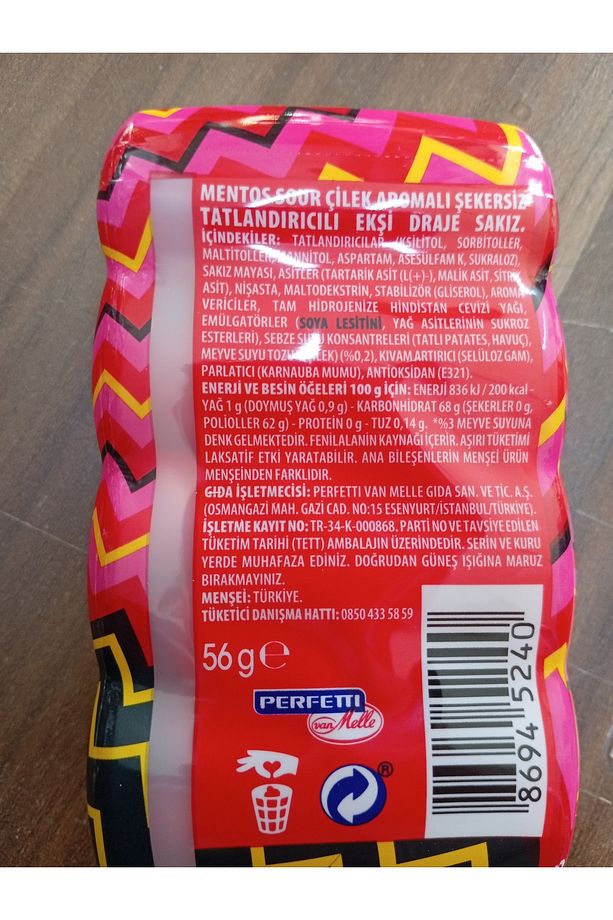 MENTOS SOUR ÇİLEK AROMALI ŞEKERSİZ
TATLANDIRICILI EKŞİ DRAJE SAKIZ.
İÇİNDEKİLER: TATLANDIRICILAR (KSİLİTOL, SORBİTOLLER,
MALTİTOLLER, MANNİTOL, ASPARTAM, ASESÜLFAM K, SUKRALOZ),
SAKIZ MAYASI, ASİTLER (TARTARİK ASİT (L(+)-), MALİK ASİT, SİTRİK
ASİT), NİŞASTA, MALTODEKSTRİN, STABİLİZÖR (GLİSEROL), AROMA
VERİCİLER, TAM HİDROJENİZE HİNDİSTAN CEVİZİ YAĞI,
EMÜLGATÖRLER (SOYA LESİTİNİ, YAĞ ASİTLERİNİN SUKROZ
ESTERLERİ), SEBZE SUYU KONSANTRELERİ (TATLI PATATES, HAVUÇ),
MEYVE SUYU TOZU (ÇİLEK) (%0,2), KIVAM ARTIRICI (SELÜLOZ GAM),
PARLATICI (KARNAUBA MUMU), ANTİOKSİDAN (E321).
ENERJİ VE BESİN ÖĞELERİ 100 g İÇİN: ENERJİ 836 kJ / 200 kcal -
YAĞ 1 g (DOYMUŞ YAĞ 0,9 g) - KARBONHİDRAT 68 g (ŞEKERLER 0 g,
POLİOLLER 62 g) - PROTEİN 0 g - TUZ 0,14 g. *%3 MEYVE SUYUNA
DENK GELMEKTEDİR. FENİLALANİN KAYNAĞI İÇERİR. AŞIRI TÜKETİMİ
LAKSATİF ETKİ YARATABİLİR. ANA BİLEŞENLERİN MENŞEİ ÜRÜN
MENŞEİNDEN FARKLIDIR.
GIDA İŞLETMECİSİ: PERFETTI VAN MELLE GIDA SAN. VE TİC. A.Ş.
(OSMANGAZİ MAH. GAZİ CAD. NO:15 ESENYURT/İSTANBUL/TÜRKİYE).
İŞLETME KAYIT NO: TR-34-K-000868. PARTİ NO VE TAVSİYE EDİLEN
TÜKETİM TARİHİ (TETT) AMBALAJIN ÜZERİNDEDİR. SERİN VE KURU
YERDE MUHAFAZA EDİNİZ. DOĞRUDAN GÜNEŞ IŞIĞINA MARUZ
BIRAKMAYINIZ.
MENŞEİ: TÜRKİYE.
TÜKETİCİ DANIŞMA HATTI: 0850 433 58 59
56 g e
PERFETTI
van Melle
®
8694 5240